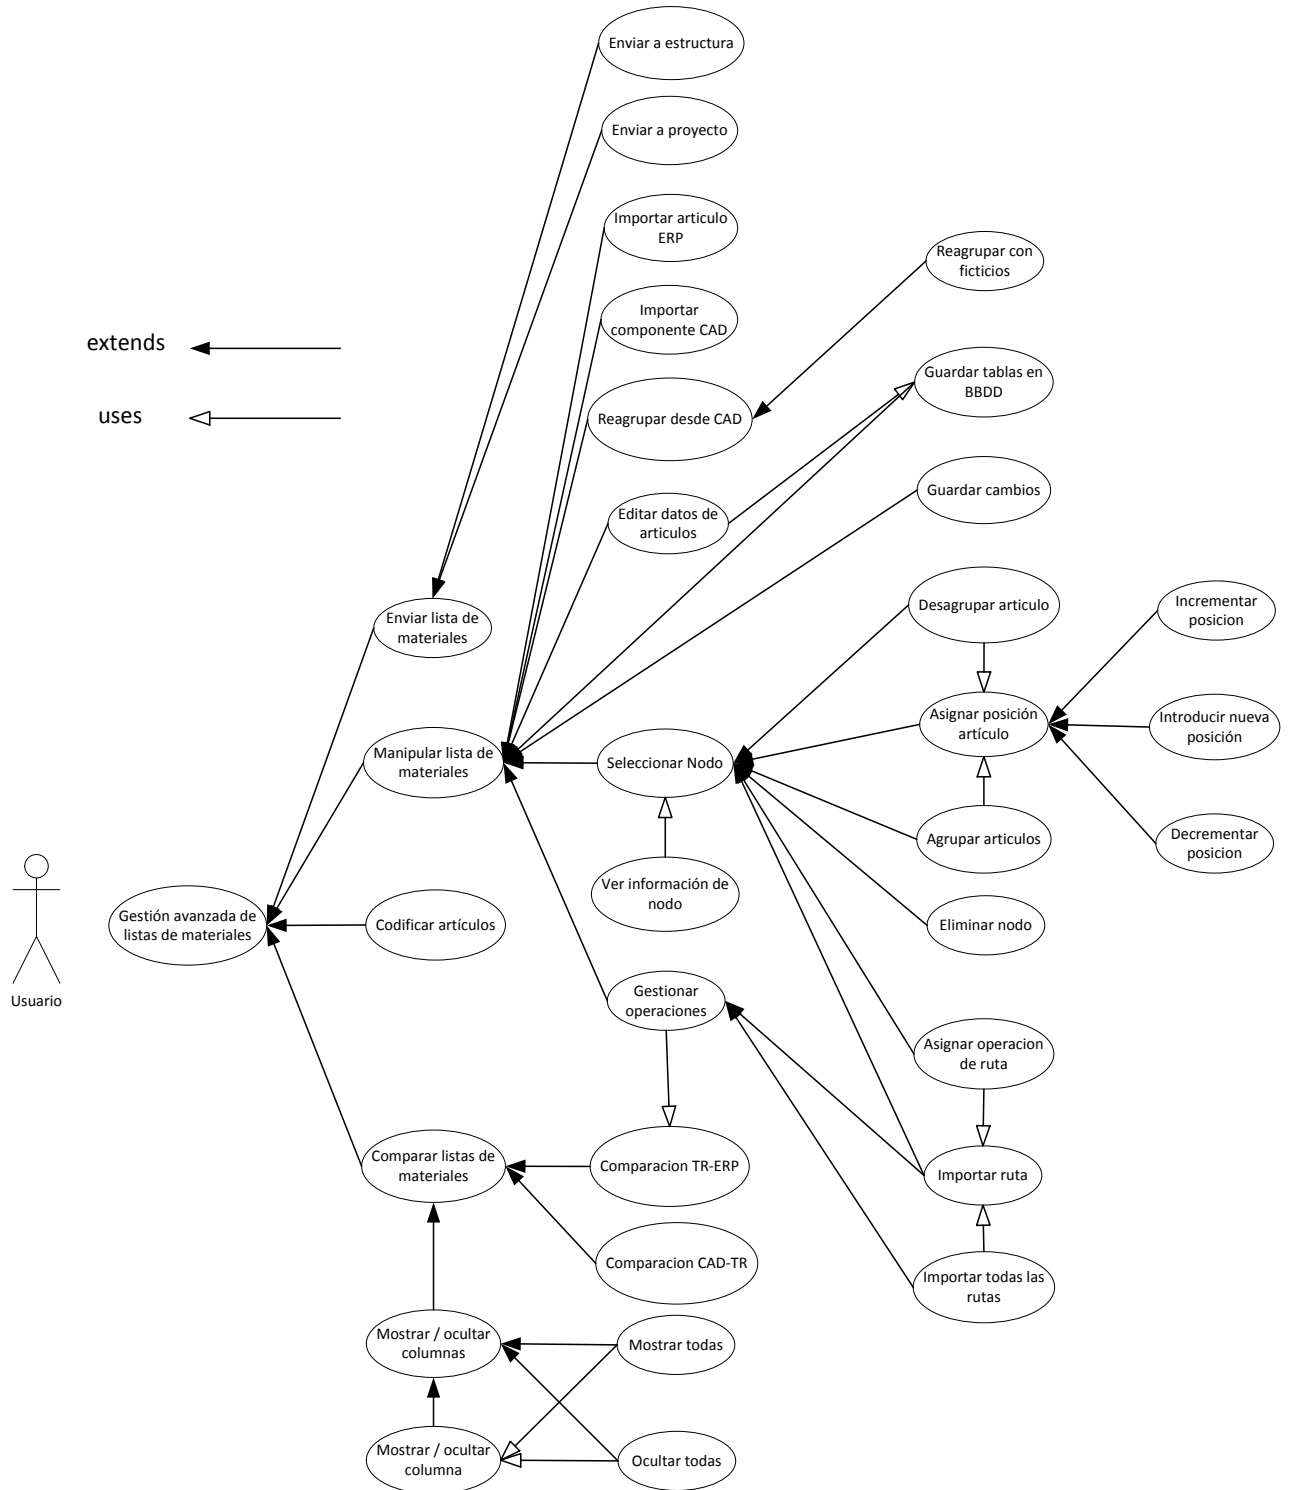 Enviar a estructura
Enviar a proyecto
Importar articulo
ERP
Reagrupar con
ficticios
Importar
componente CAD
extends
Guardar tablas en
BBDD
uses
Reagrupar desde CAD
Guardar cambios
Editar datos de
articulos
Desagrupar articulo
Incrementar
posicion
Enviar lista de
materiales
Asignar posición
artículo
Introducir nueva
posición
Manipular lista de
materiales
Seleccionar Nodo
Agrupar articulos
Decrementar
posicion
Ver información de
nodo
Gestión avanzada de
listas de materiales
Codificar artículos
Eliminar nodo
Usuario
Gestionar
operaciones
Asignar operacion
de ruta
Comparar listas de
materiales
Comparacion TR-ERP
Importar ruta
Comparacion CAD-TR
Importar todas las
rutas
Mostrar / ocultar
columnas
Mostrar todas
Mostrar / ocultar
columna
Ocultar todas